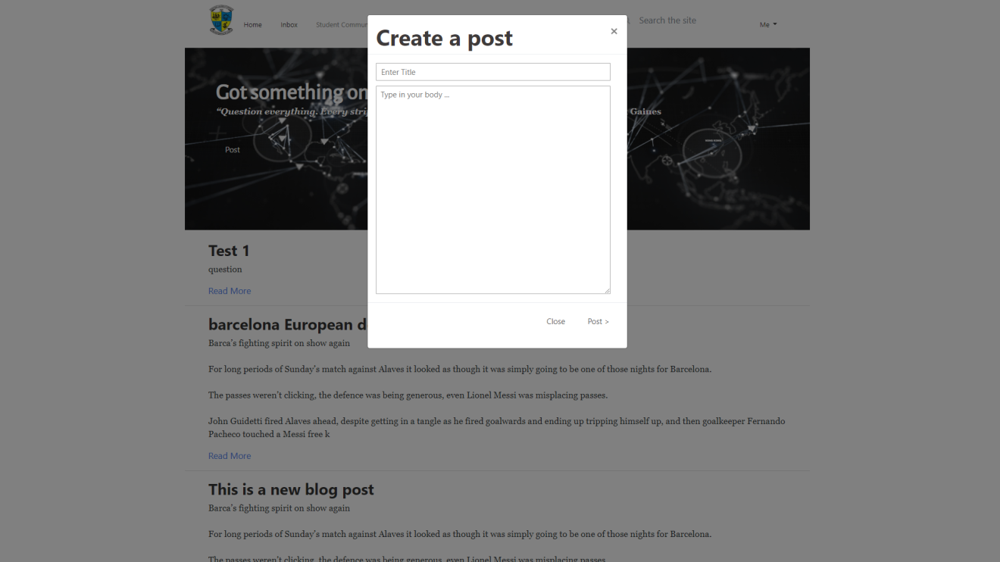 Home Inbox Student Commun Search the site Me
Create a post
×
Enter Title
Type in your body ...
Got something on
"Question everything. Every stri Gaines
Post
Close Post >
Test 1
question
Read More
barcelona European d
Barca's fighting spirit on show again
For long periods of Sunday's match against Alaves it looked as though it was simply going to be one of those nights for Barcelona.
The passes weren't clicking, the defence was being generous, even Lionel Messi was misplacing passes.
John Guidetti fired Alaves ahead, despite getting in a tangle as he fired goalwards and ending up tripping himself up, and then goalkeeper Fernando
Pacheco touched a Messi free k
Read More
This is a new blog post
Barca's fighting spirit on show again
For long periods of Sunday's match against Alaves it looked as though it was simply going to be one of those nights for Barcelona.
The passes weren't clicking, the defence was being generous, even Lionel Messi was misplacing passes.